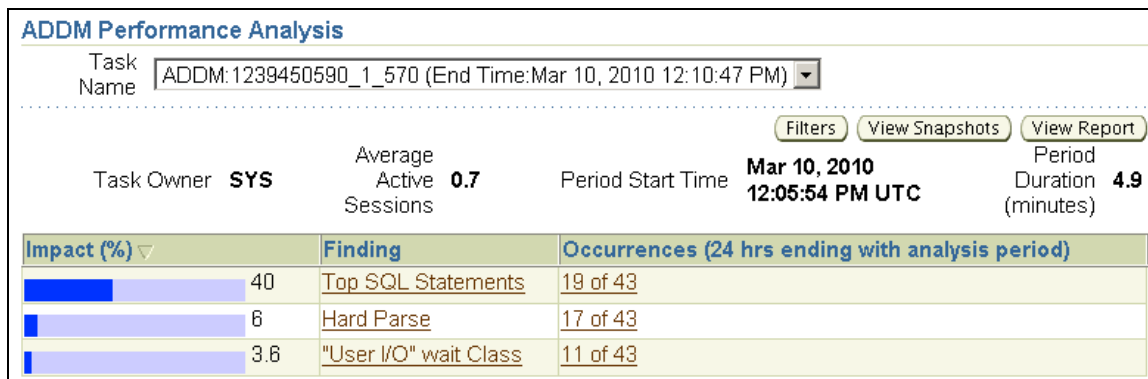 ADDM Performance Analysis
Task Name ADDM:1239450590_1_570 (End Time:Mar 10, 2010 12:10:47 PM)
Filters View Snapshots View Report
Task Owner SYS Average Active Sessions 0.7 Period Start Time Mar 10, 2010 12:05:54 PM UTC Period Duration (minutes) 4.9
Impact (%) Finding Occurrences (24 hrs ending with analysis period)
40 Top SQL Statements 19 of 43
6 Hard Parse 17 of 43
3.6 "User I/O" wait Class 11 of 43